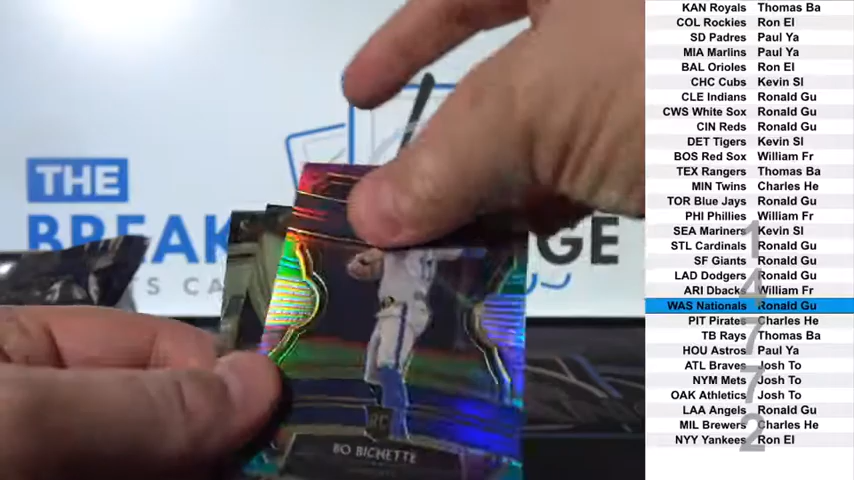 THE
BREAK
GE
S CA
RC
BO BICHETTE
KAN Royals Thomas Ba
COL Rockies Ron El
SD Padres Paul Ya
MIA Marlins Paul Ya
BAL Orioles Ron El
CHC Cubs Kevin Sl
CLE Indians Ronald Gu
CWS White Sox Ronald Gu
CIN Reds Ronald Gu
DET Tigers Kevin Sl
BOS Red Sox William Fr
TEX Rangers Thomas Ba
MIN Twins Charles He
TOR Blue Jays Ronald Gu
PHI Phillies William Fr
SEA Mariners Kevin Sl
STL Cardinals Ronald Gu
SF Giants Ronald Gu
LAD Dodgers Ronald Gu
ARI Dbacks William Fr
WAS Nationals Ronald Gu
PIT Pirates Charles He
TB Rays Thomas Ba
HOU Astros Paul Ya
ATL Braves Josh To
NYM Mets Josh To
OAK Athletics Josh To
LAA Angels Ronald Gu
MIL Brewers Charles He
NYY Yankees Ron El
1
4
7
7
2